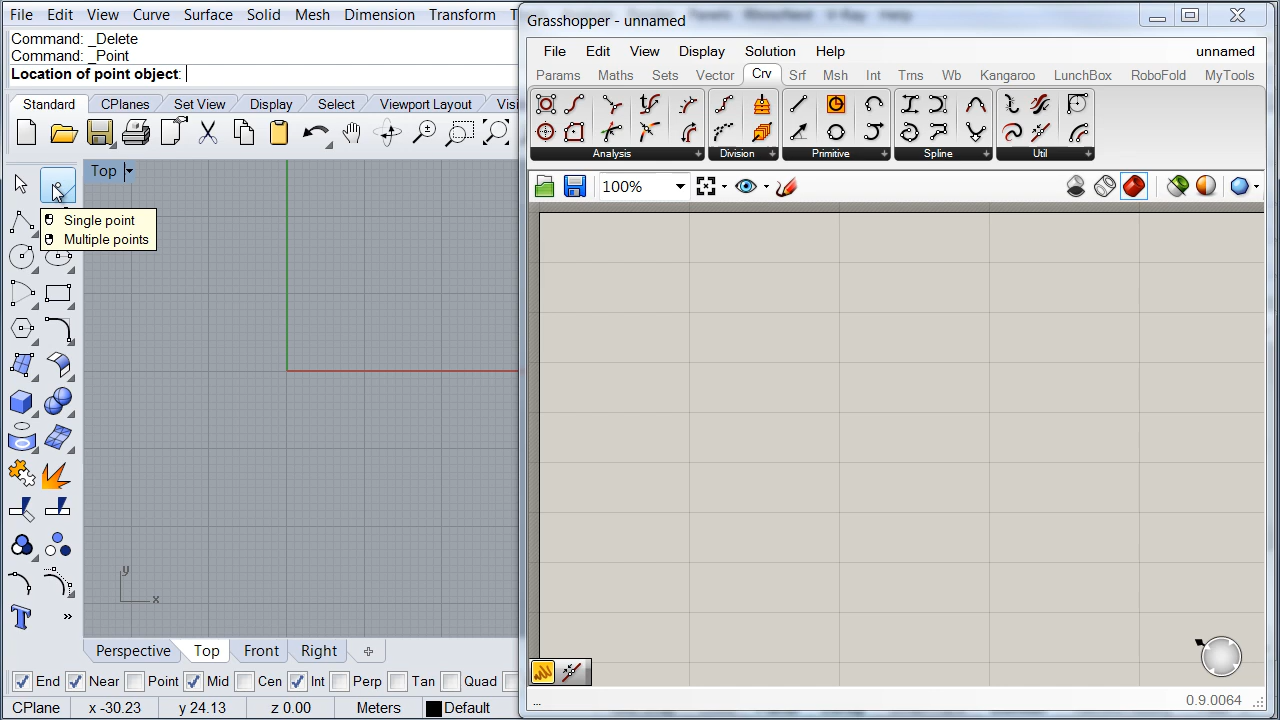 File Edit View Curve Surface Solid Mesh Dimension Transform
Command: _Delete
Command: _Point
Location of point object:
Standard CPlanes Set View Display Select Viewport Layout
Top
Single point
Multiple points
y
x
Perspective Top Front Right
End Near Point Mid Cen Int Perp Tan Quad
CPlane x -30.23 y 24.13 z 0.00 Meters Default
Grasshopper - unnamed
File Edit View Display Solution Help unnamed
Params Maths Sets Vector Crv Srf Msh Int Trns Wb Kangaroo LunchBox RoboFold MyTools
Analysis Division Primitive Spline Util
100%
... 0.9.0064